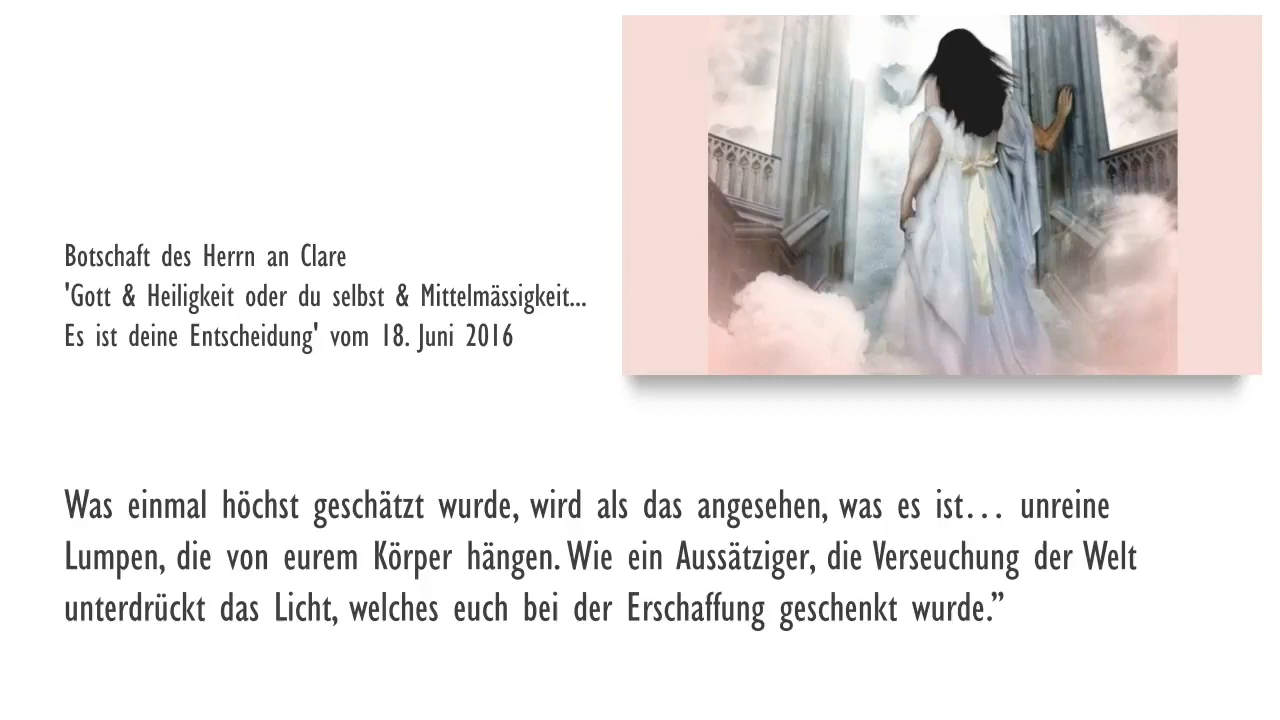 Botschaft des Herrn an Clare
'Gott & Heiligkeit oder du selbst & Mittelmässigkeit...
Es ist deine Entscheidung' vom 18. Juni 2016
Was einmal höchst geschätzt wurde, wird als das angesehen, was es ist… unreine
Lumpen, die von eurem Körper hängen. Wie ein Aussätziger, die Verseuchung der Welt
unterdrückt das Licht, welches euch bei der Erschaffung geschenkt wurde.”